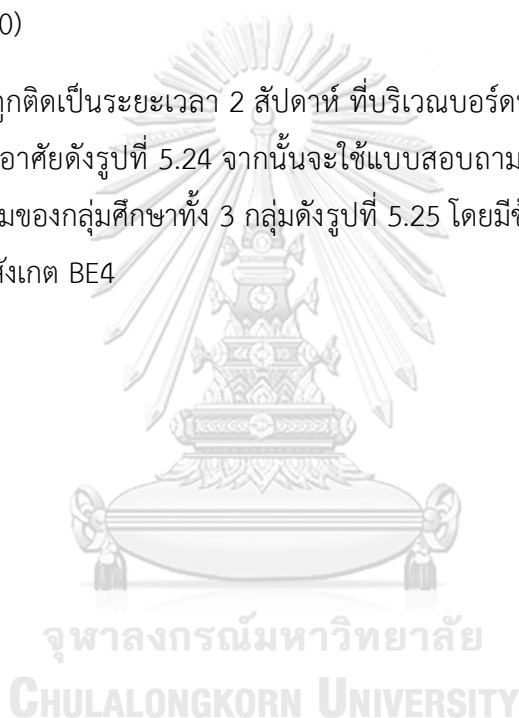 0)
ูกติดเป็นระยะเวลา 2 สัปดาห์ ที่บริเวณบอร์ด
อาศัยดังรูปที่ 5.24 จากนั้นจะใช้แบบสอบถาม
มของกลุ่มศึกษาทั้ง 3 กลุ่มดังรูปที่ 5.25 โดยมี
สังเกต BE4
จุฬาลงกรณ์มหาวิทยาลัย
CHULALONGKORN UNIVERSITY